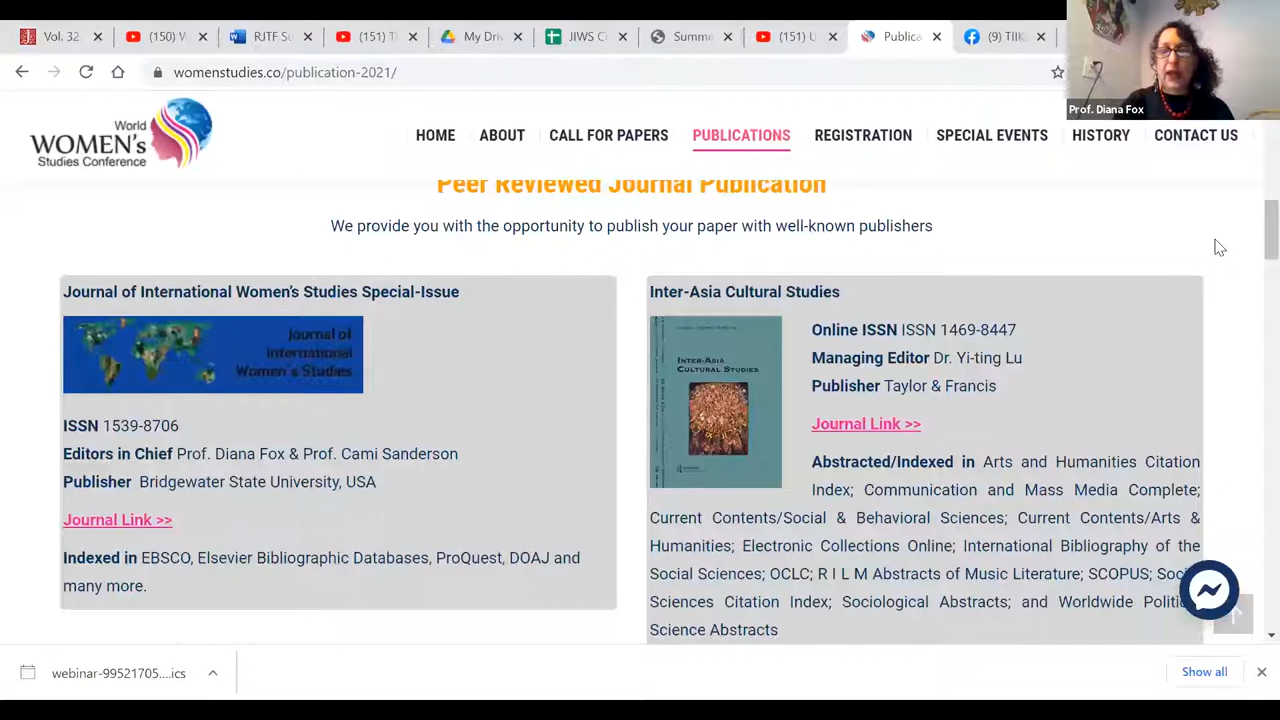 Vol. 32
(150) W
RJTF Su
(151) T
My Driv
JIWS C
Summe
(151) U
Publica
(9) TIIK
womenstudies.co/publication-2021/
Prof. Diana Fox
World
WOMEN's
Studies Conference
HOME
ABOUT
CALL FOR PAPERS
PUBLICATIONS
REGISTRATION
SPECIAL EVENTS
HISTORY
CONTACT US
Peer Reviewed Journal Publication
We provide you with the opportunity to publish your paper with well-known publishers
Journal of International Women's Studies Special-Issue
Journal of
International
Women's Studies
ISSN 1539-8706
Editors in Chief Prof. Diana Fox & Prof. Cami Sanderson
Publisher Bridgewater State University, USA
Journal Link >>
Indexed in EBSCO, Elsevier Bibliographic Databases, ProQuest, DOAJ and
many more.
Inter-Asia Cultural Studies
INTER-ASIA
CULTURAL STUDIES
Online ISSN ISSN 1469-8447
Managing Editor Dr. Yi-ting Lu
Publisher Taylor & Francis
Journal Link >>
Abstracted/Indexed in Arts and Humanities Citation
Index; Communication and Mass Media Complete;
Current Contents/Social & Behavioral Sciences; Current Contents/Arts &
Humanities; Electronic Collections Online; International Bibliography of the
Social Sciences; OCLC; R I L M Abstracts of Music Literature; SCOPUS; Soci
Sciences Citation Index; Sociological Abstracts; and Worldwide Politi
Science Abstracts
webinar-99521705....ics
Show all